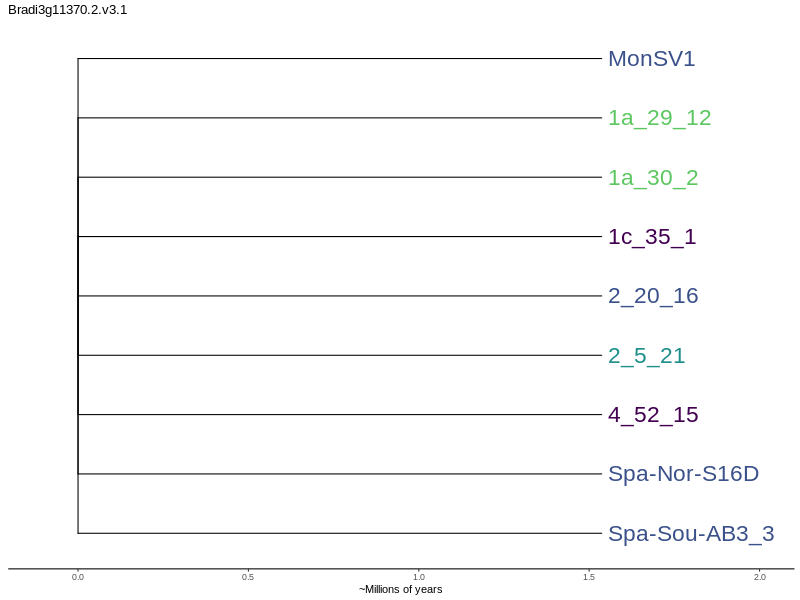 Bradi3g11370.2.v3.1
MonSV1
1a_29_12
1a_30_2
1c_35_1
2_20_16
2_5_21
4_52_15
Spa-Nor-S16D
Spa-Sou-AB3_3
0.0 0.5 1.0 1.5 2.0
~Millions of years